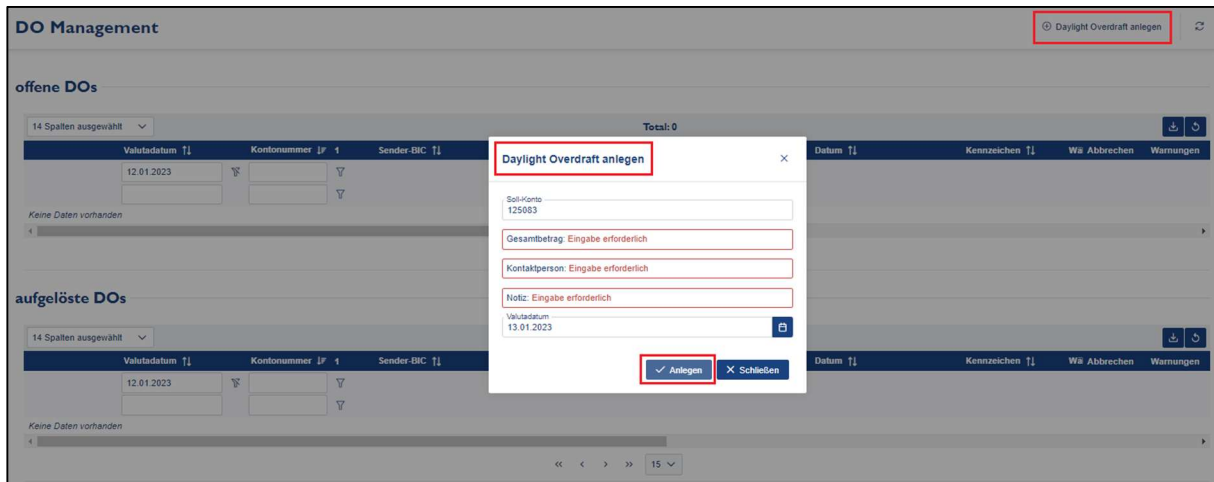 DO Management
Daylight Overdraft anlegen
offene DOs
14 Spalten ausgewählt
Total: 0
Valutadatum Kontonummer 1 Sender-BIC Datum Kennzeichen Wä Abbrechen Warnungen
12.01.2023
Keine Daten vorhanden
Daylight Overdraft anlegen
Soll-Konto
125083
Gesamtbetrag: Eingabe erforderlich
Kontaktperson: Eingabe erforderlich
Notiz: Eingabe erforderlich
Valutadatum
13.01.2023
Anlegen Schließen
aufgelöste DOs
14 Spalten ausgewählt
Valutadatum Kontonummer 1 Sender-BIC Datum Kennzeichen Wä Abbrechen Warnungen
12.01.2023
Keine Daten vorhanden
15